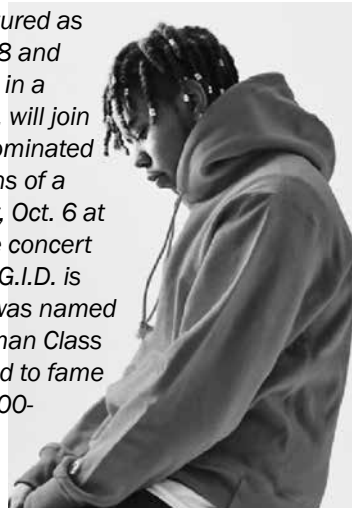 ured as
8 and
in a
will join
ominated
ns of a
, Oct. 6 at
e concert
G.I.D. is
was named
man Class
d to fame
00-